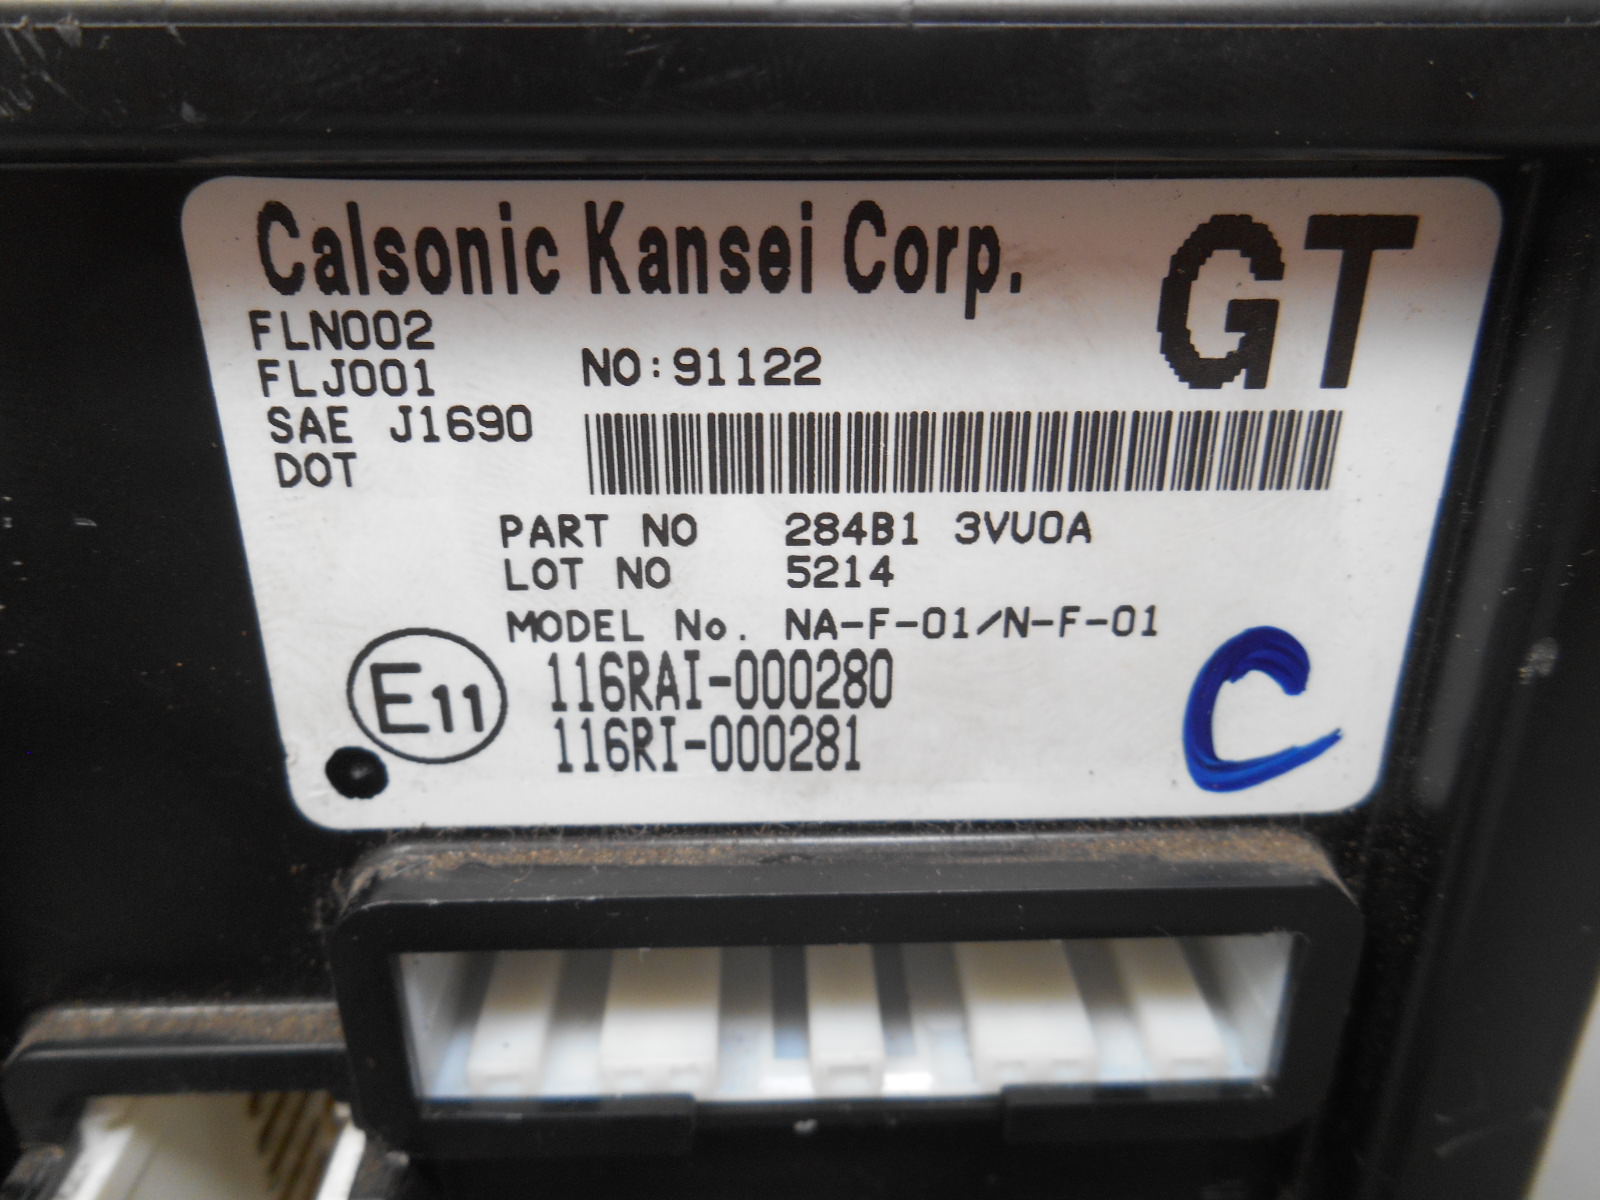 Calsonic Kansei Corp.
GT
FLN002
FLJ001
NO:91122
SAE J1690
DOT
PART NO 284B1 3VU0A
LOT NO 5214
MODEL No. NA-F-01/N-F-01
E11
116RAI-000280
116RI-000281
C